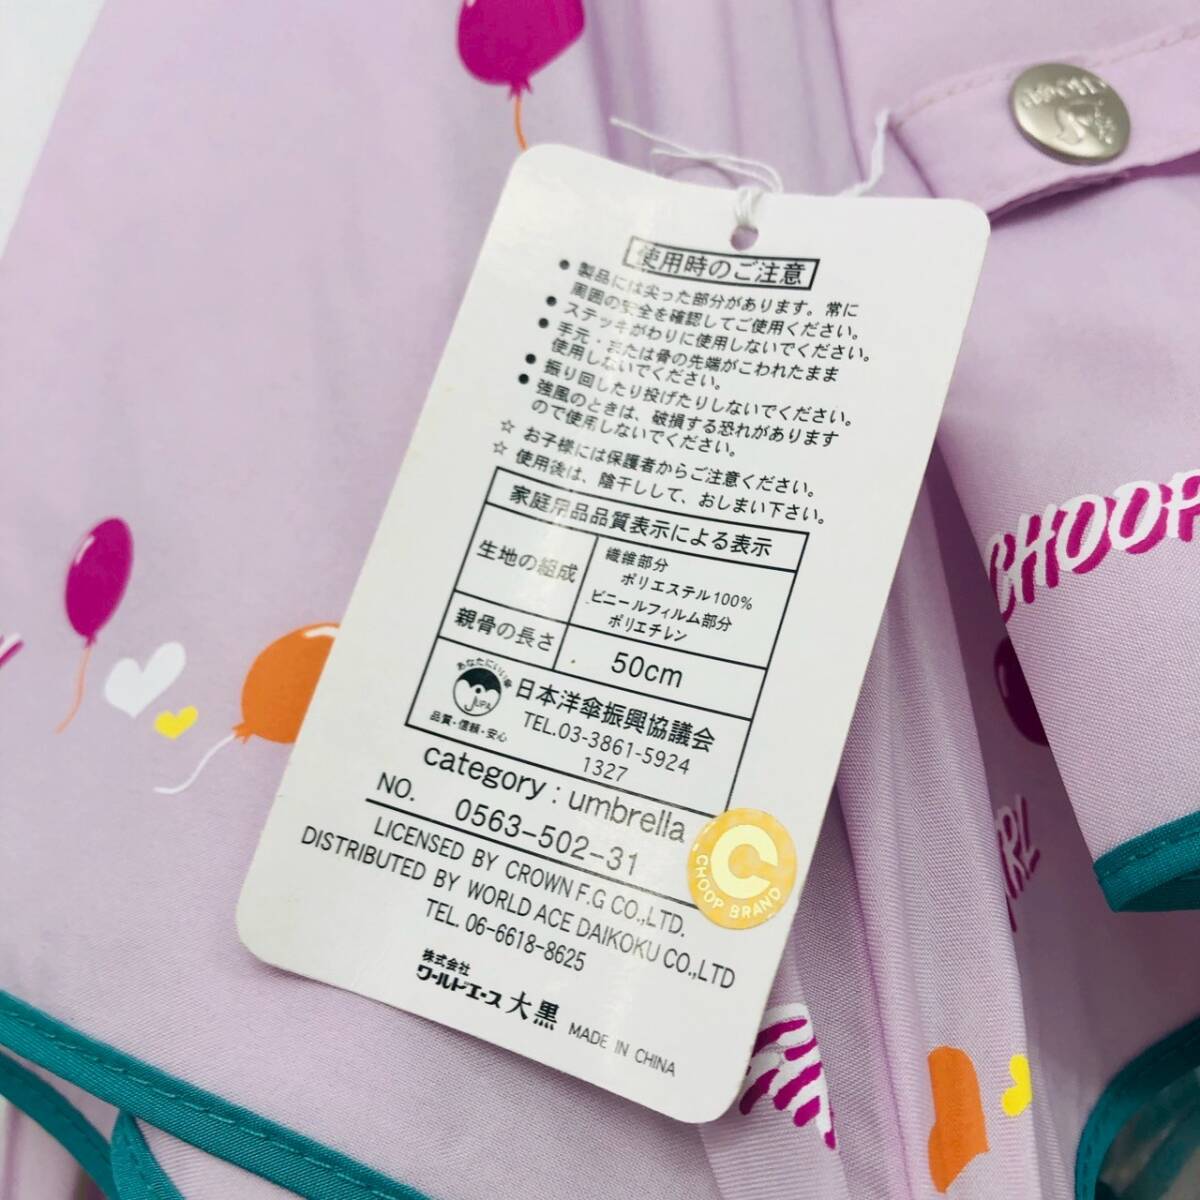 使用時のご注意
● 製品には尖った部分があります。常に
周囲の安全を確認してご使用ください。
● ステッキがわりに使用しないでください。
● 手元・または骨の先端がこわれたまま
使用しないでください。
● 振り回したり投げたりしないでください。
● 強風のときは、破損する恐れがあります
ので使用しないでください。
☆ お子様には保護者からご注意ください。
☆ 使用後は、陰干しして、おしまい下さい。
家庭用品品質表示による表示
生地の組成
繊維部分
ポリエステル100%
ビニールフィルム部分
ポリエチレン
親骨の長さ
50cm
あなたにいい傘
JUPA
品質・信頼・安心
日本洋傘振興協議会
TEL.03-3861-5924
1327
category : umbrella
NO. 0563-502-31
LICENSED BY CROWN F.G CO.,LTD.
DISTRIBUTED BY WORLD ACE DAIKOKU CO.,LTD
TEL. 06-6618-8625
株式会社
ワールドエース 大黒
MADE IN CHINA
C
CHOOP BRAND
CHOOP